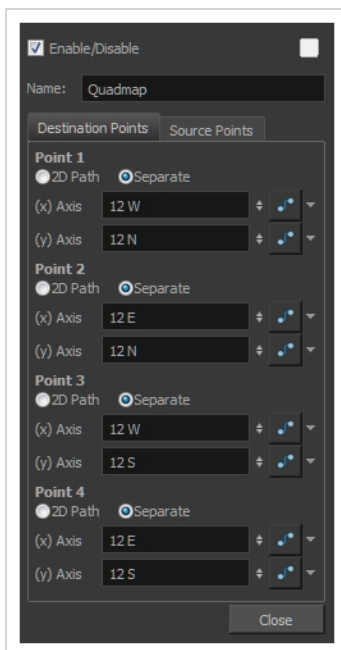 Enable/Disable
Name: Quadmap
Destination Points Source Points
Point 1
2D Path Separate
(x) Axis 12 W
(y) Axis 12 N
Point 2
2D Path Separate
(x) Axis 12 E
(y) Axis 12 N
Point 3
2D Path Separate
(x) Axis 12 W
(y) Axis 12 S
Point 4
2D Path Separate
(x) Axis 12 E
(y) Axis 12 S
Close